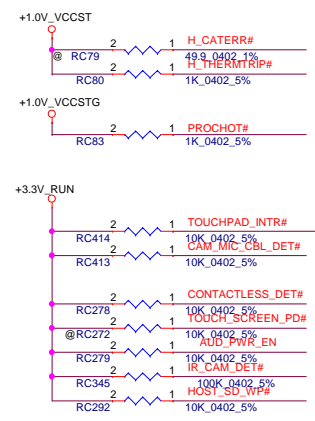 +1.0V_VCCST
2 1 H_CATERR#
@ RC79 49.9_0402_1%
2 1 H_THERMTRIP#
RC80 1K_0402_5%
+1.0V_VCCSTG
2 1 PROCHOT#
RC83 1K_0402_5%
+3.3V_RUN
2 1 TOUCHPAD_INTR#
RC414 10K_0402_5%
2 1 CAM_MIC_CBL_DET#
RC413 10K_0402_5%
2 1 CONTACTLESS_DET#
RC278 10K_0402_5%
2 1 TOUCH_SCREEN_PD#
@RC272 10K_0402_5%
2 1 AUD_PWR_EN
RC279 10K_0402_5%
2 1 IR_CAM_DET#
RC345 100K_0402_5%
2 1 HOST_SD_WP#
RC292 10K_0402_5%